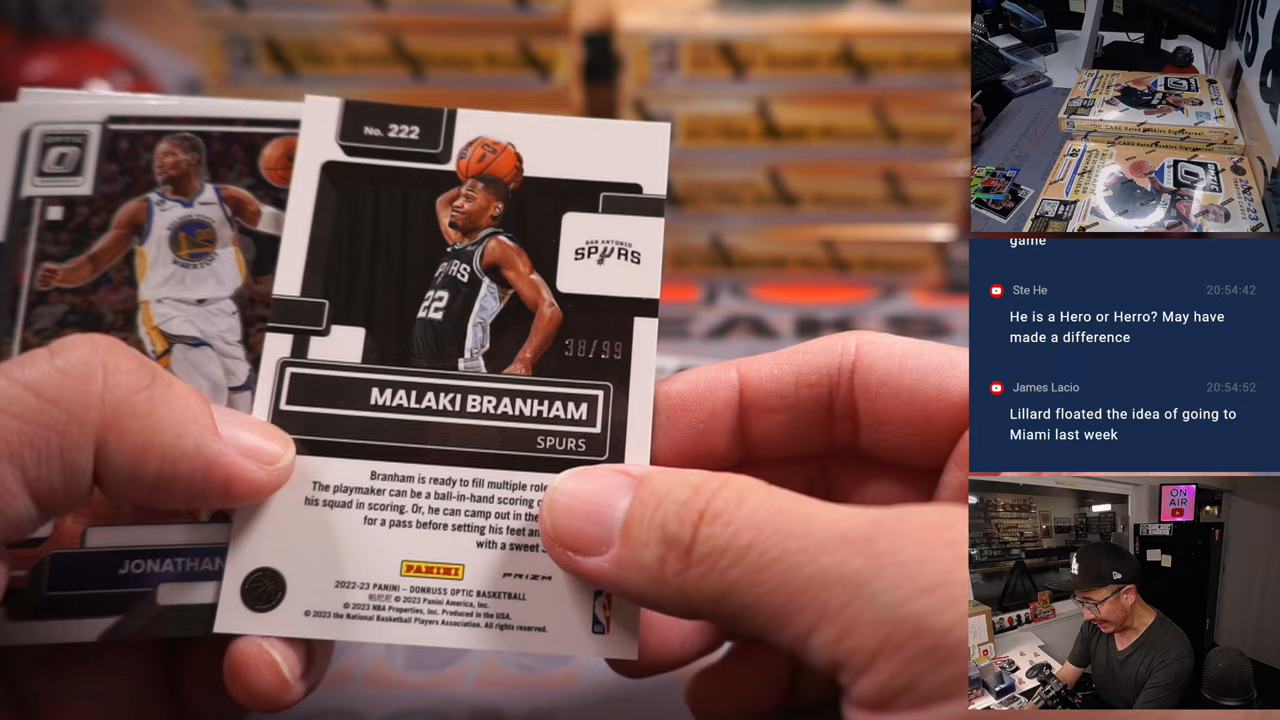 No. 222
SAN ANTONIO
SPURS
SPURS
22
38/99
MALAKI BRANHAM
SPURS
Branham is ready to fill multiple
The playmaker can be a ball-in-hand scoring
his squad in scoring. Or, he can camp out in the
for a pass before setting his feet
with a sweet
PANINI
PRIZM
2022-23 PANINI – DONRUSS OPTIC BASKETBALL
© 2023 Panini America, Inc.
© 2023 NBA Properties, Inc. Produced in the USA.
© 2023 the National Basketball Players Association. All rights reserved.
WARRIORS
JONATHAN
game
Ste He
20:54:42
He is a Hero or Herro? May have
made a difference
James Lacio
20:54:52
Lillard floated the idea of going to
Miami last week
ON
AIR